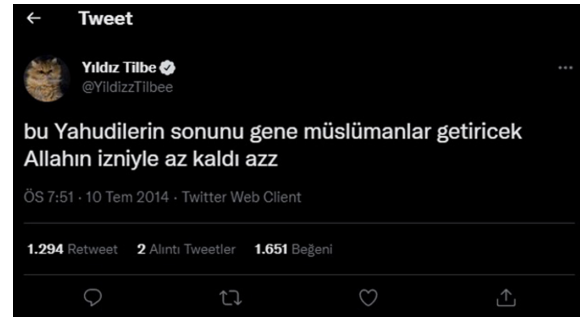 Tweet
Yıldız Tilbe
@YildizzTilbee
bu Yahudilerin sonunu gene müslümanlar getiricek
Allahın izniyle az kaldı azz
ÖS 7:51 · 10 Tem 2014 · Twitter Web Client
1.294 Retweet 2 Alıntı Tweetler 1.651 Beğeni